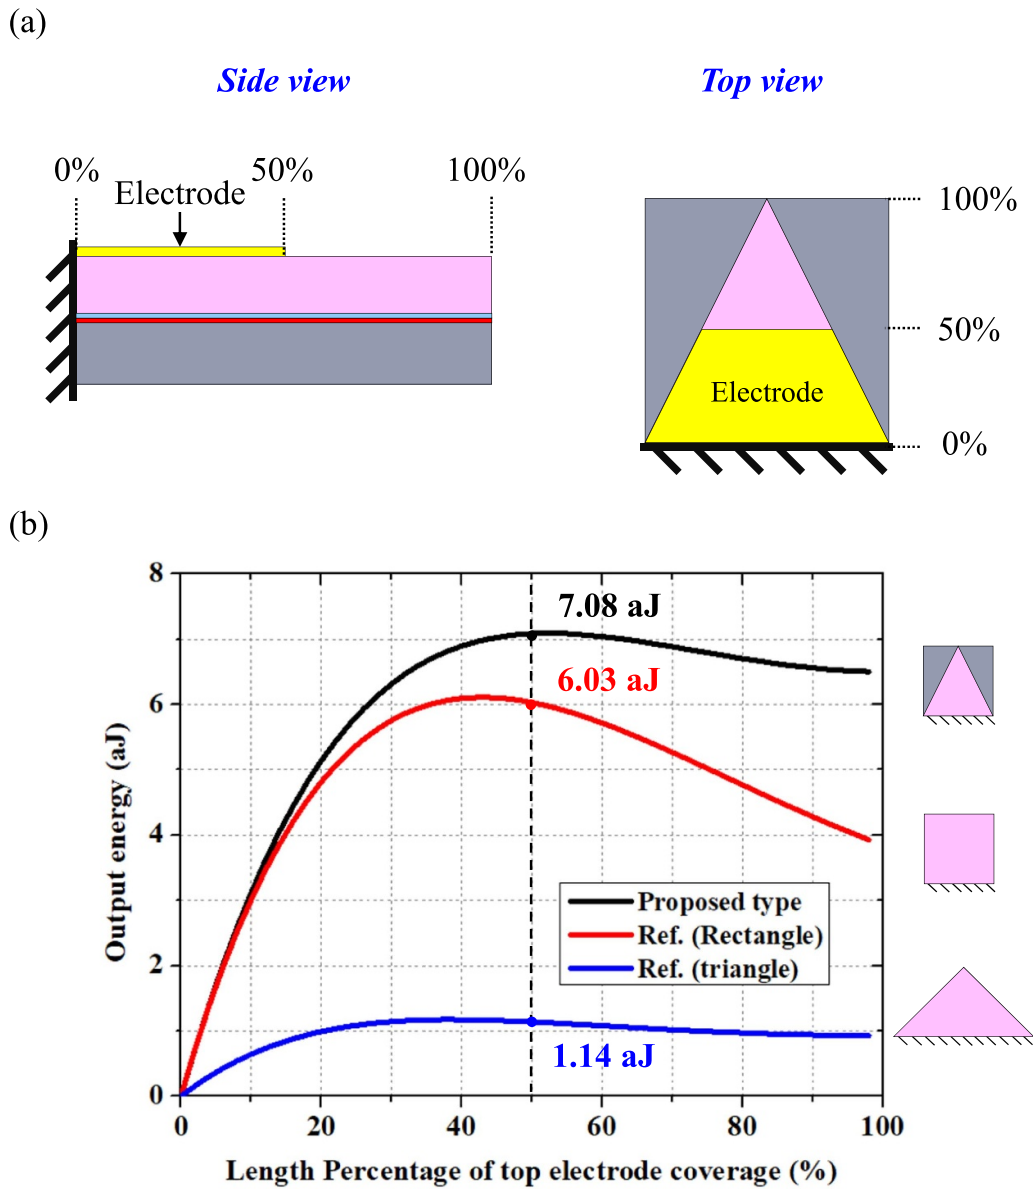 (a)
Side view
Top view
0% 50% 100%
Electrode
100%
50%
Electrode
0%
(b)
8
7.08 aJ
6.03 aJ
6
4
Proposed type
Ref. (Rectangle)
Ref. (triangle)
2
1.14 aJ
0
0 20 40 60 80 100
Output energy (aJ)
Length Percentage of top electrode coverage (%)